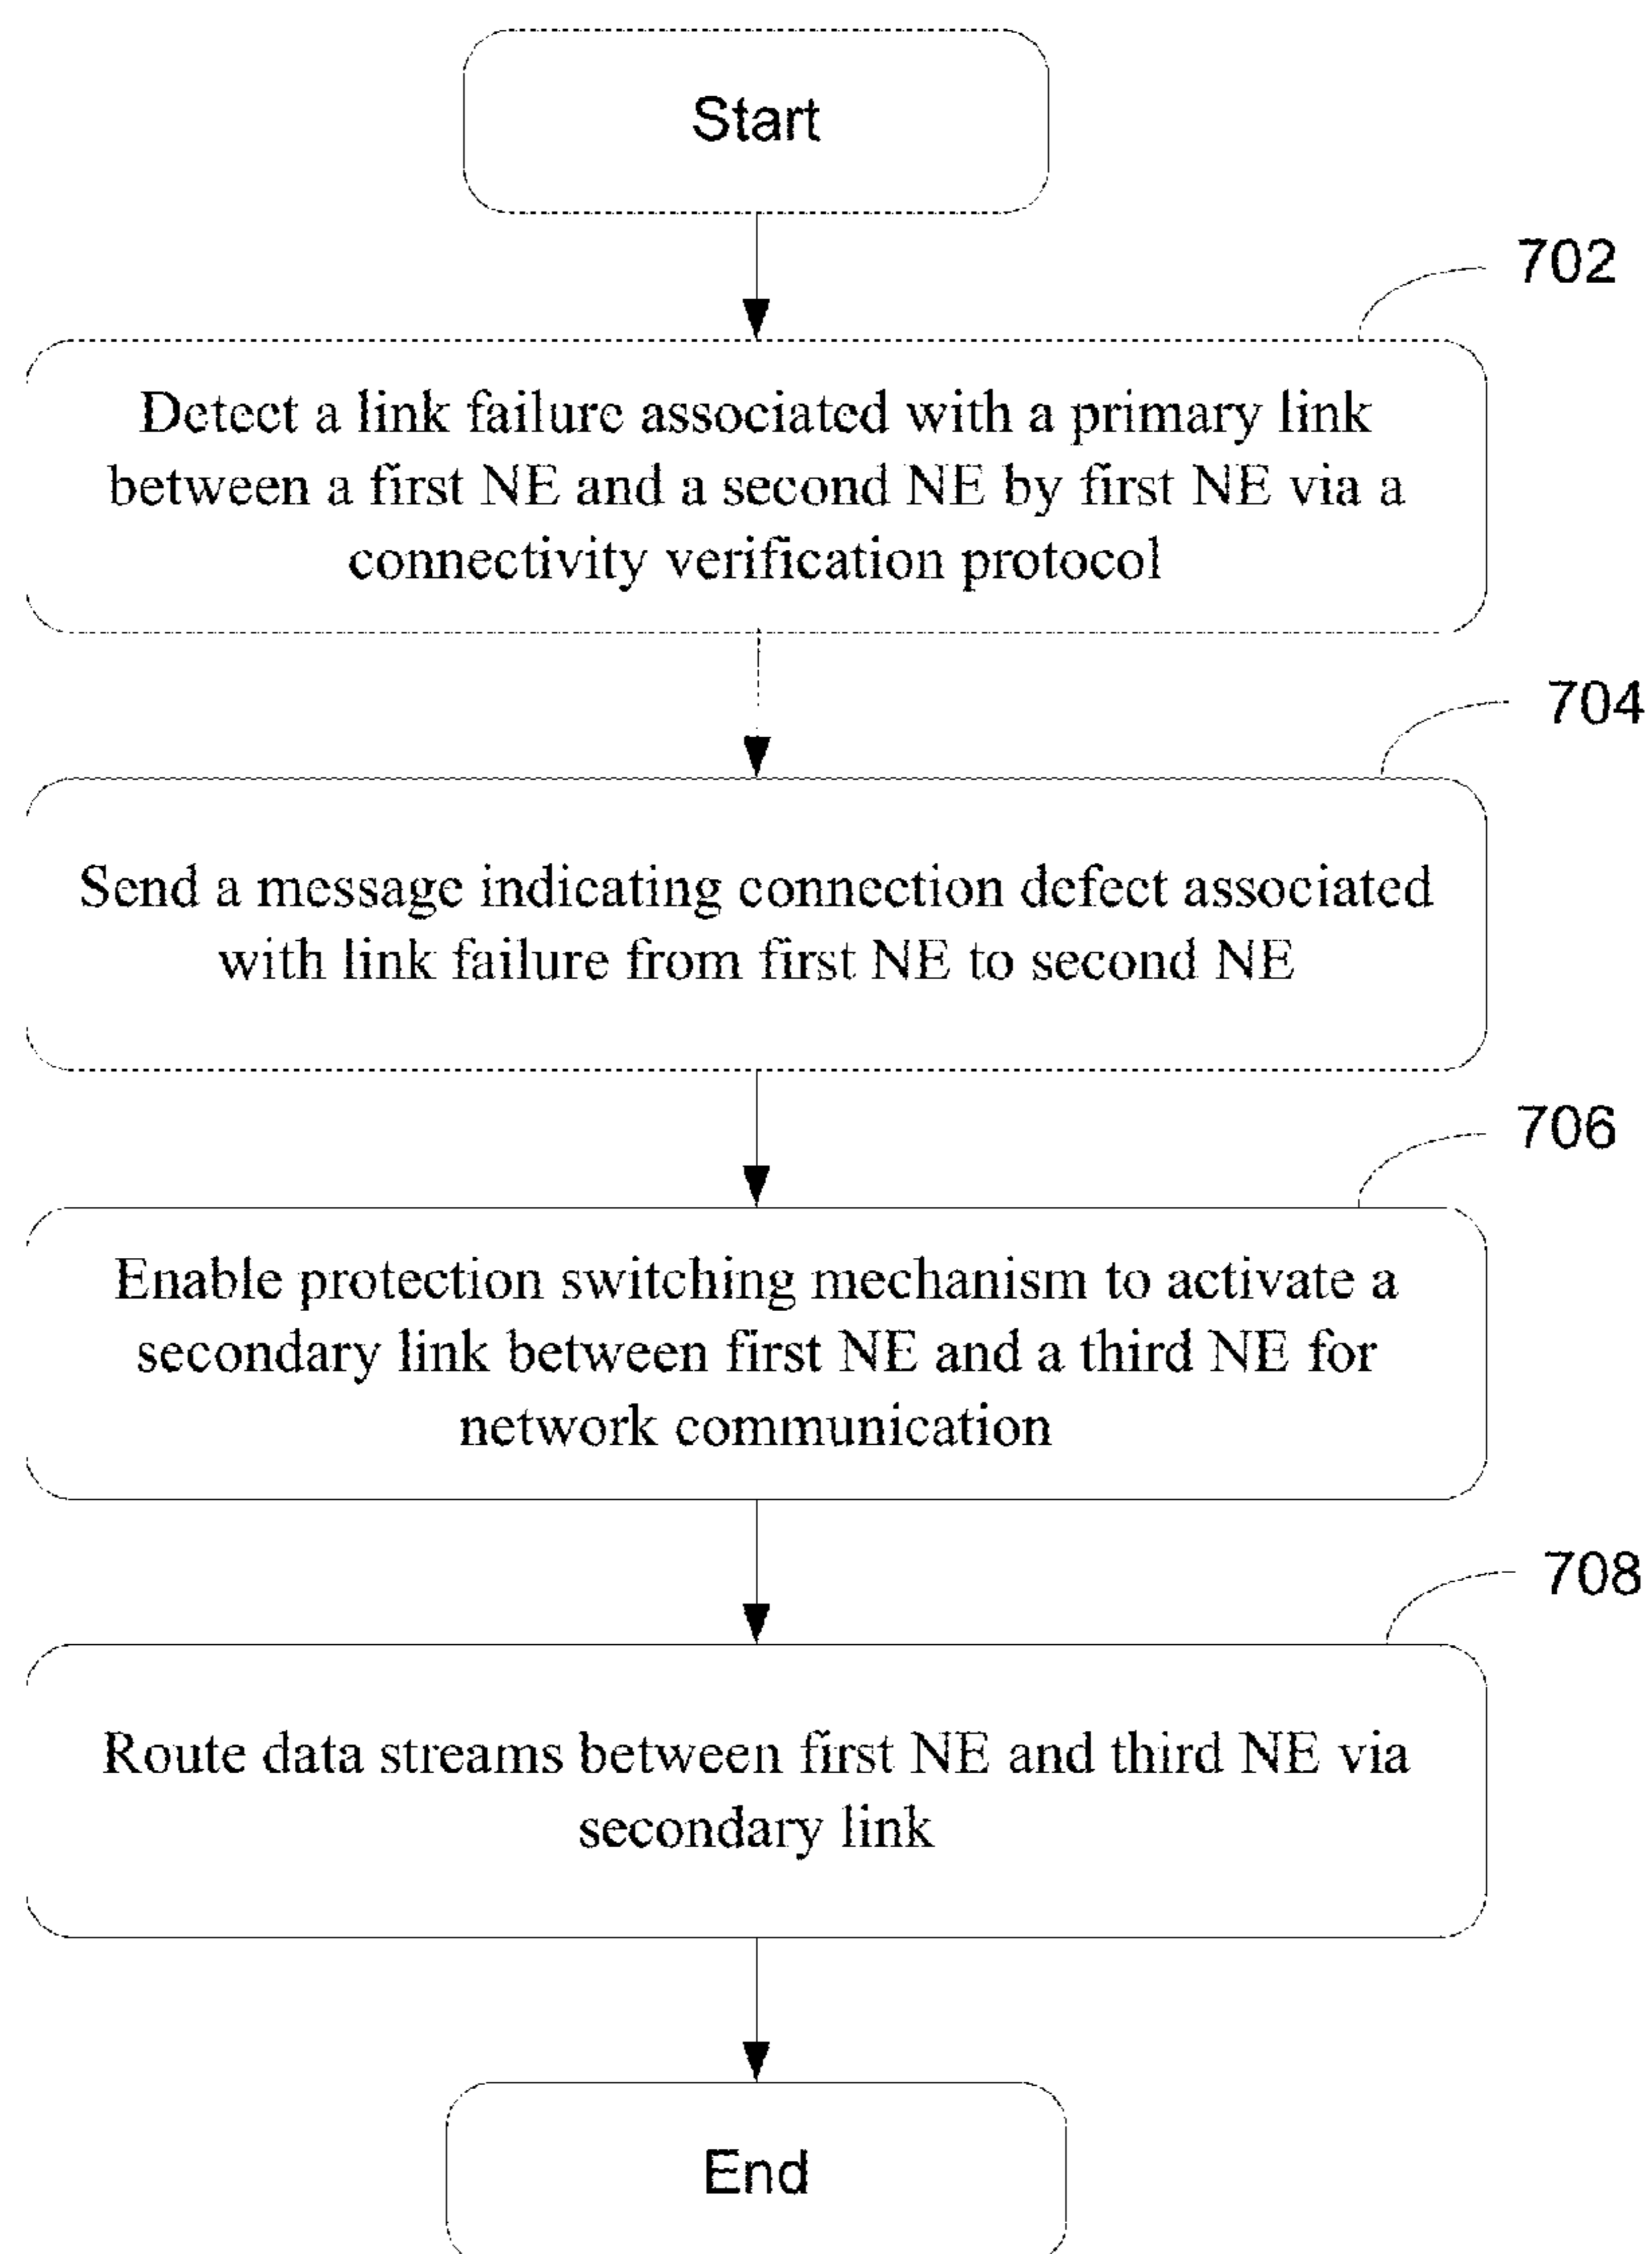 Start
702
Detect a link failure associated with a primary link
between a first NE and a second NE by first NE via a
connectivity verification protocol
704
Send a message indicating connection defect associated
with link failure from first NE to second NE
706
Enable protection switching mechanism to activate a
secondary link between first NE and a third NE for
network communication
708
Route data streams between first NE and third NE via
secondary link
End